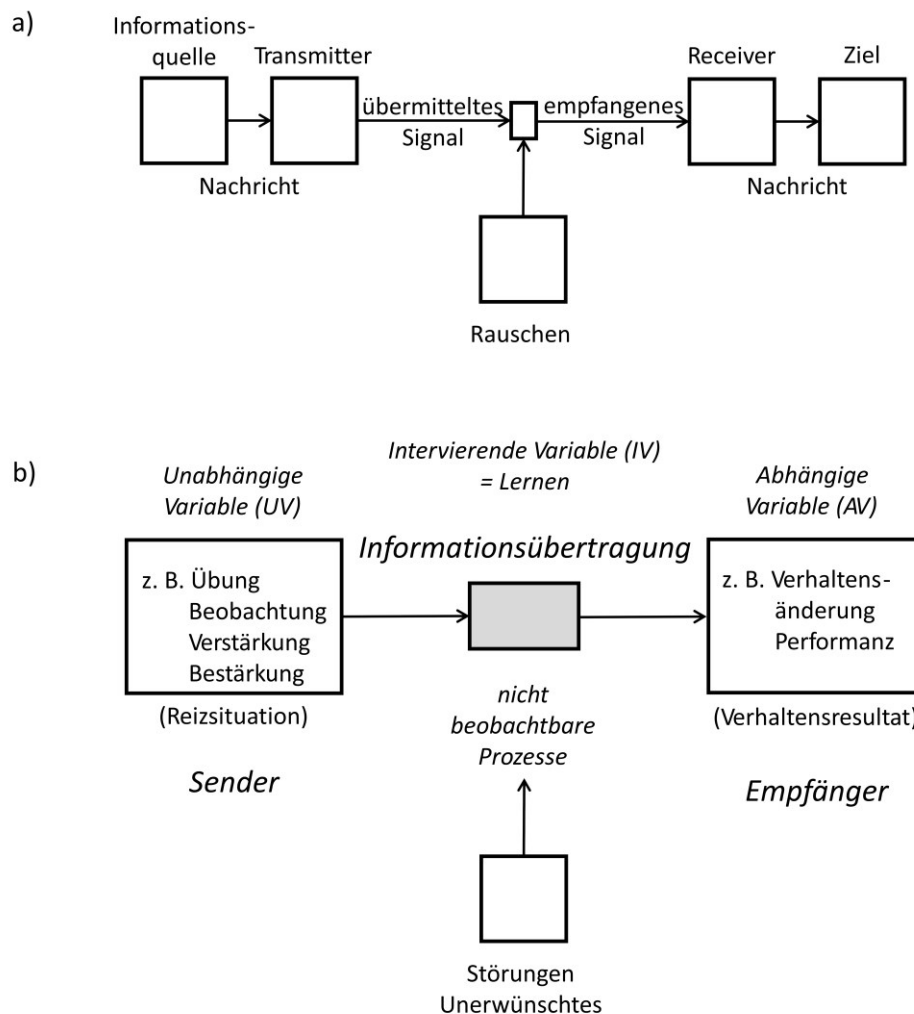 a)
Informations-
quelle
Transmitter
übermitteltes
Signal
empfangenes
Signal
Receiver
Ziel
Nachricht
Nachricht
Rauschen
b)
Unabhängige
Variable (UV)
Intervierende Variable (IV)
= Lernen
Abhängige
Variable (AV)
Informationsübertragung
z. B. Übung
Beobachtung
Verstärkung
Bestärkung
z. B. Verhaltens-
änderung
Performanz
(Reizsituation)
nicht
beobachtbare
Prozesse
(Verhaltensresultat)
Sender
Empfänger
Störungen
Unerwünschtes